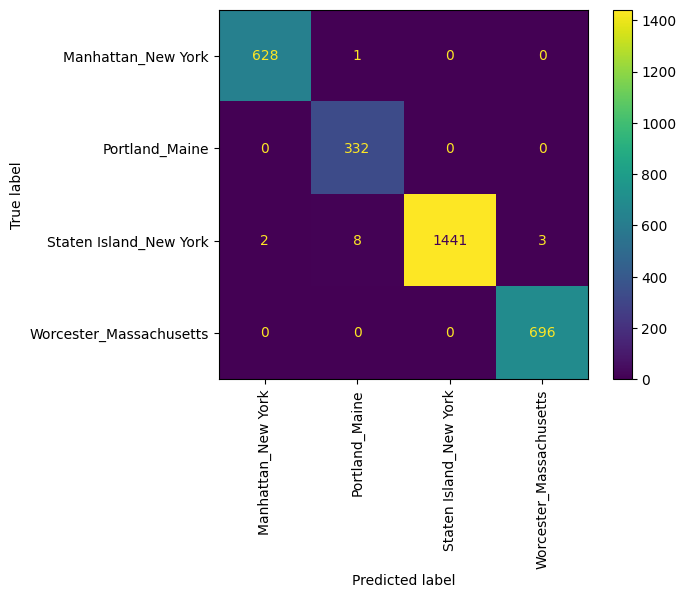 Manhattan_New York 628 1 0 0
Portland_Maine 0 332 0 0
Staten Island_New York 2 8 1441 3
Worcester_Massachusetts 0 0 0 696
True label
Manhattan_New York
Portland_Maine
Staten Island_New York
Worcester_Massachusetts
Predicted label
1400
1200
1000
800
600
400
200
0